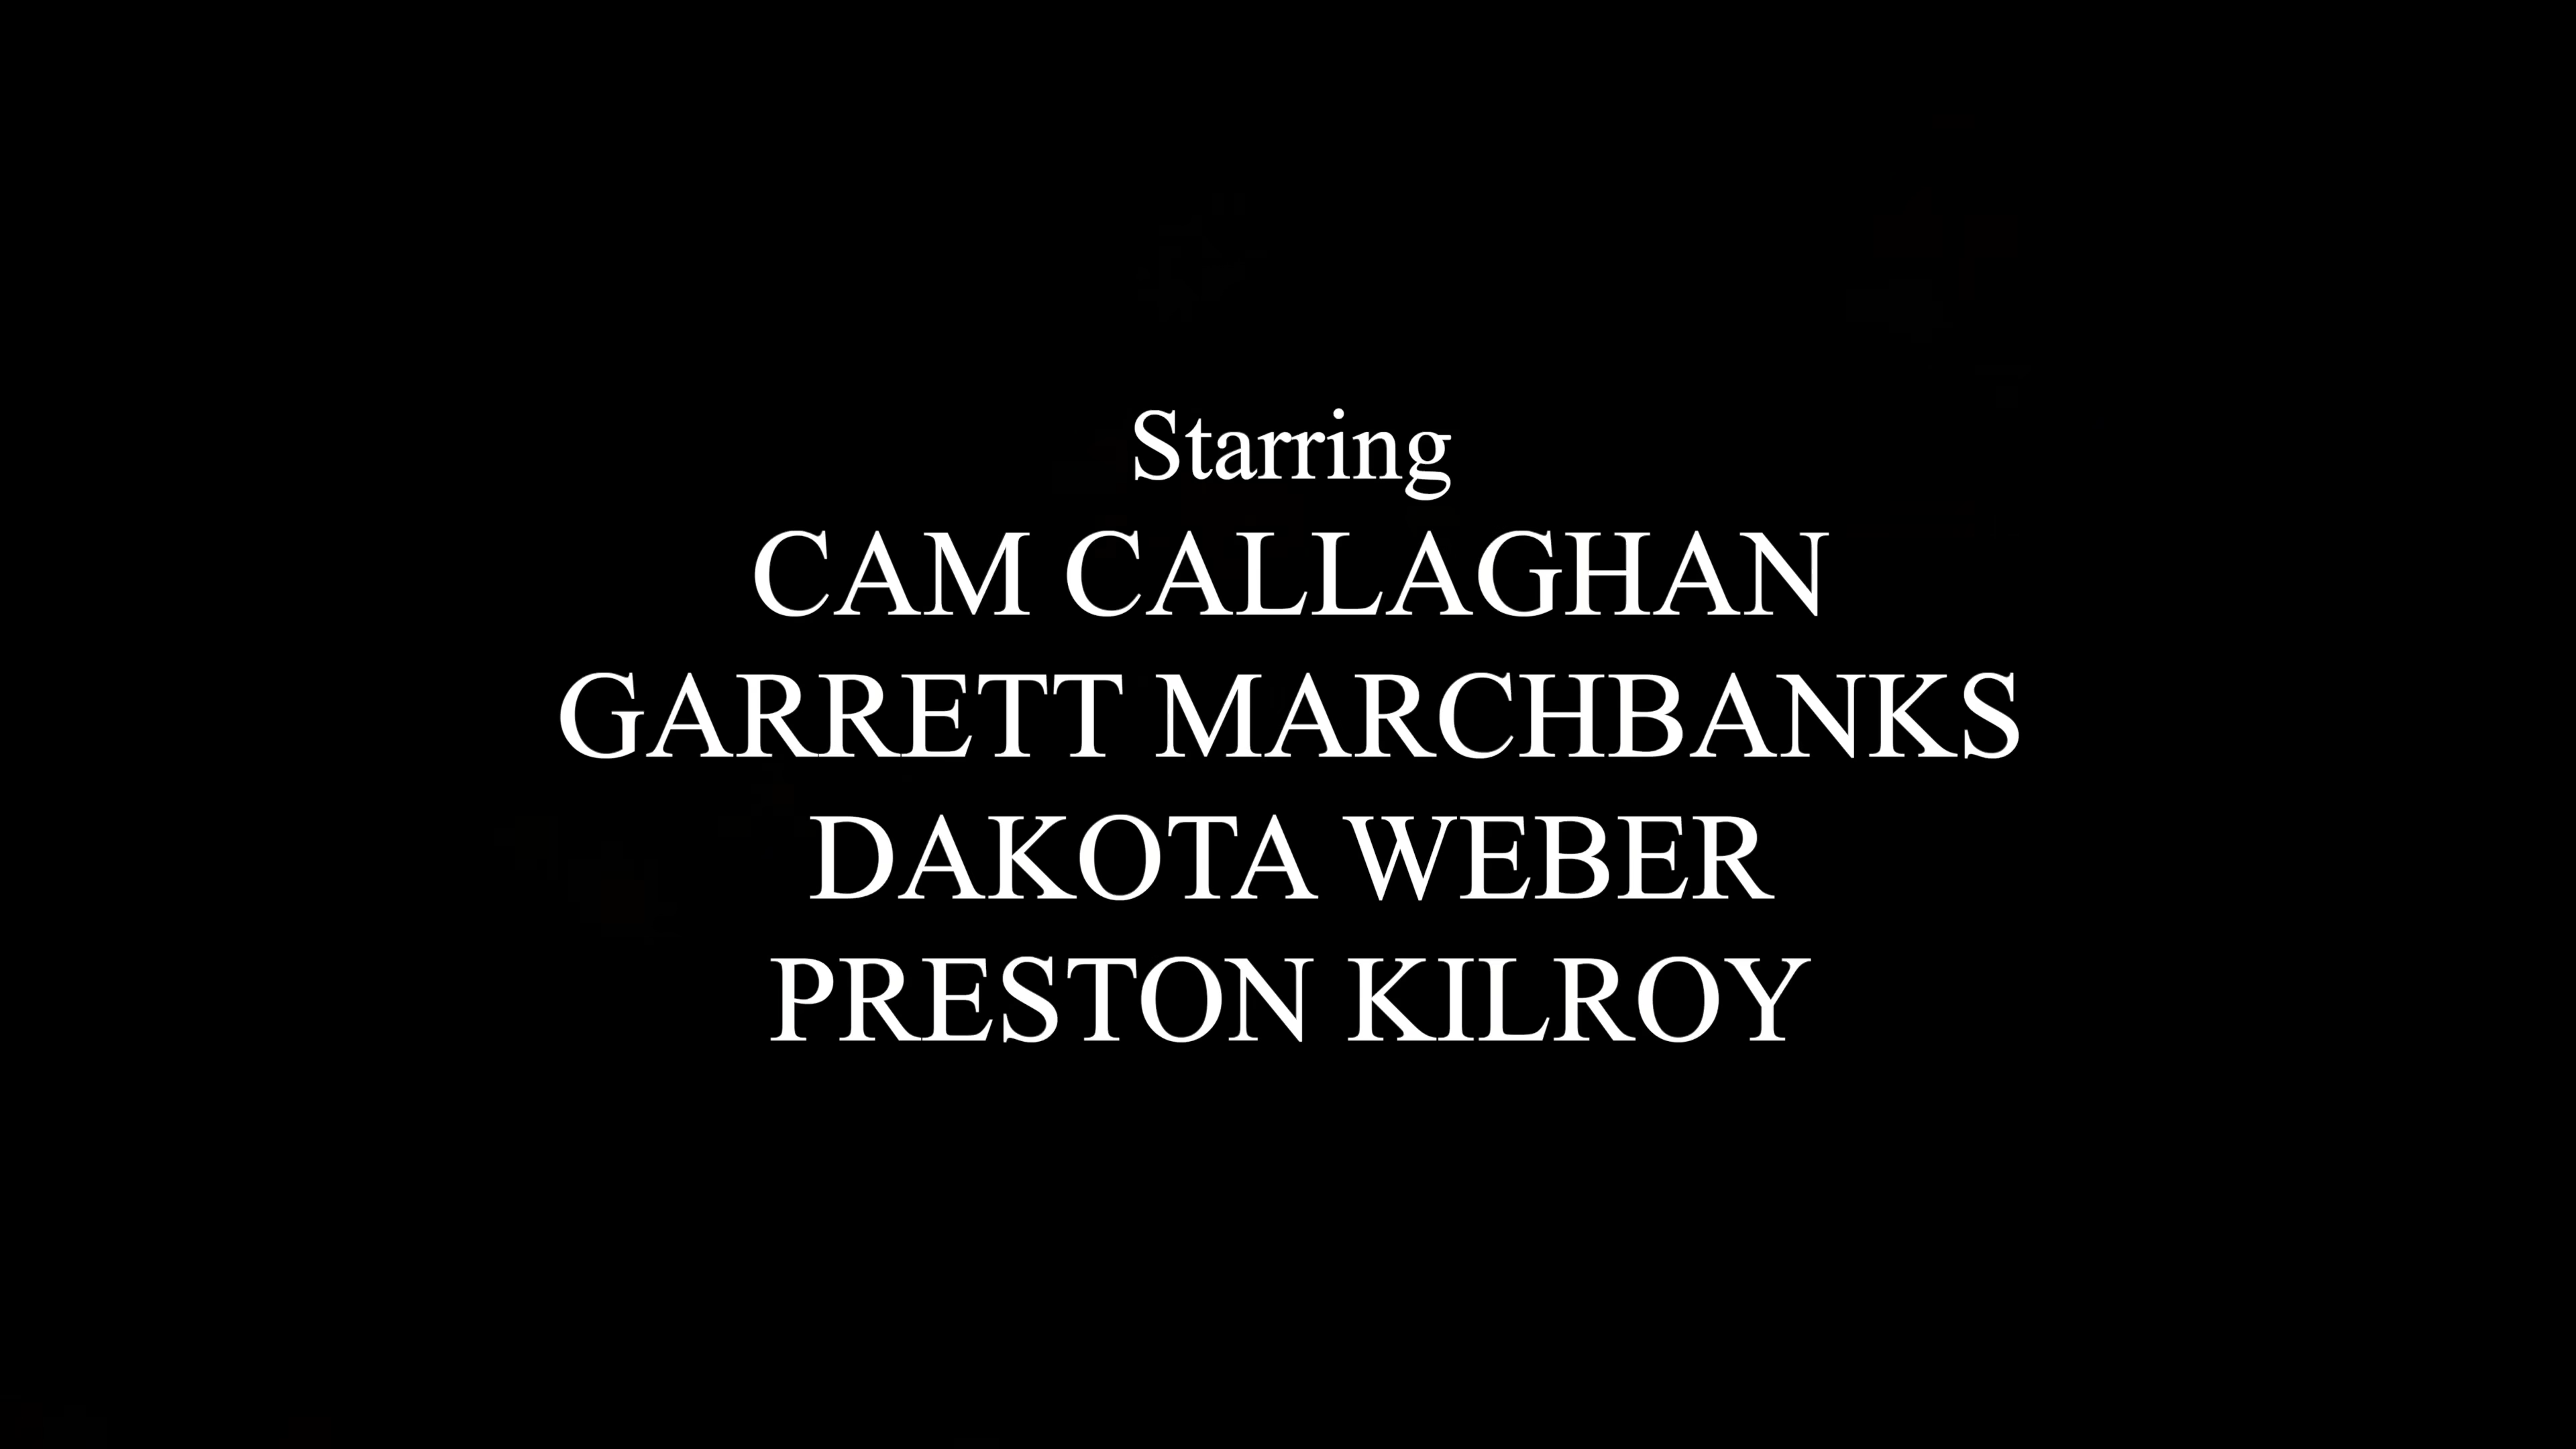 Starring
CAM CALLAGHAN
GARRETT MARCHBANKS
DAKOTA WEBER
PRESTON KILROY